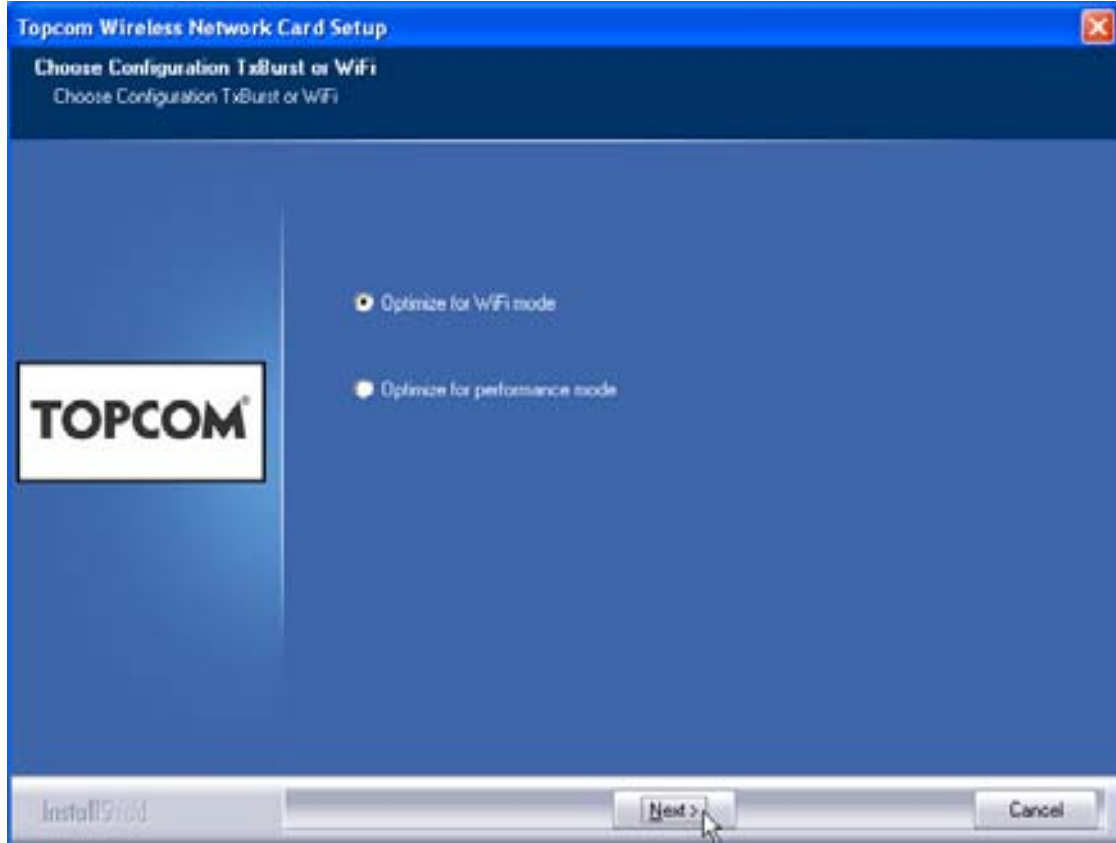 Topcom Wireless Network Card Setup
Choose Configuration TxBurst or WiFi
Choose Configuration TxBurst or WiFi
Optimize for WiFi mode
Optimize for performance mode
TOPCOM®
InstallShield
Next >
Cancel